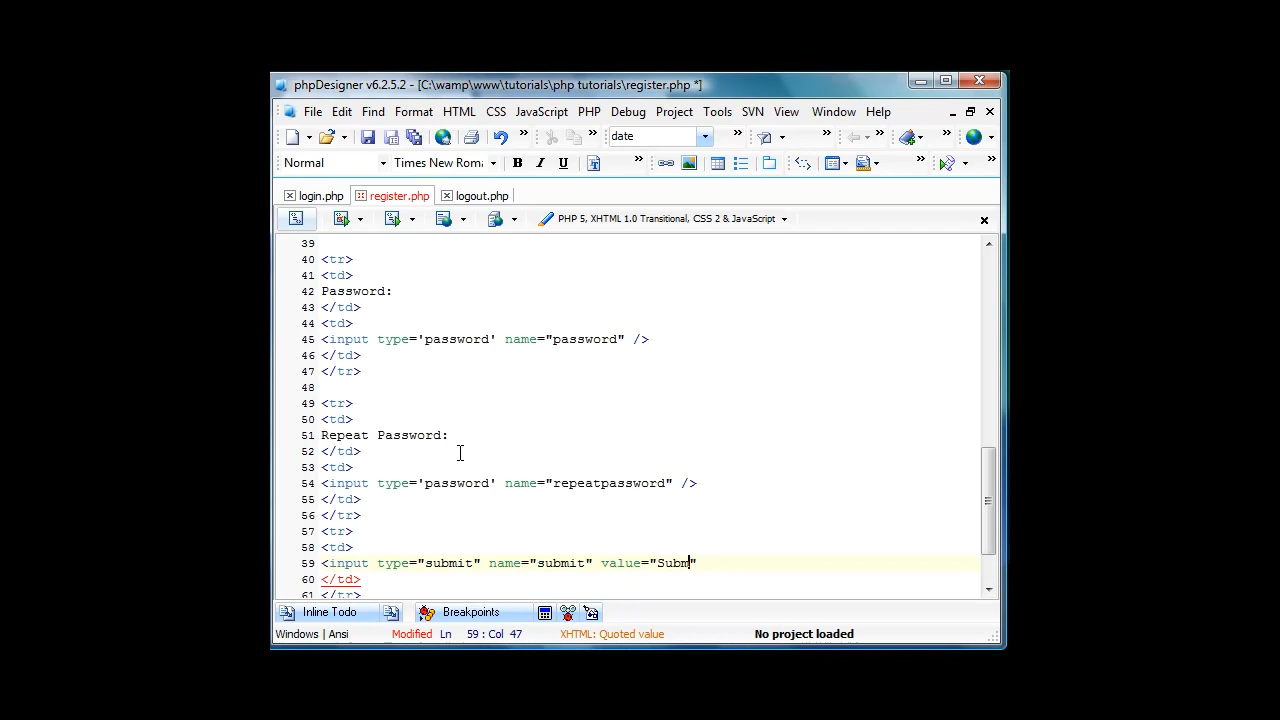 phpDesigner v6.2.5.2 - [C:\wamp\www\tutorials\php tutorials\register.php *]
File Edit Find Format HTML CSS JavaScript PHP Debug Project Tools SVN View Window Help
date
Normal Times New Roma B I U
login.php register.php logout.php
PHP 5, XHTML 1.0 Transitional, CSS 2 & JavaScript
39
40 <tr>
41 <td>
42 Password:
43 </td>
44 <td>
45 <input type='password' name="password" />
46 </td>
47 </tr>
48
49 <tr>
50 <td>
51 Repeat Password:
52 </td>
53 <td>
54 <input type='password' name="repeatpassword" />
55 </td>
56 </tr>
57 <tr>
58 <td>
59 <input type="submit" name="submit" value="Subm"
60 </td>
61 </tr>
Inline Todo Breakpoints
Windows | Ansi Modified Ln 59 : Col 47 XHTML: Quoted value No project loaded